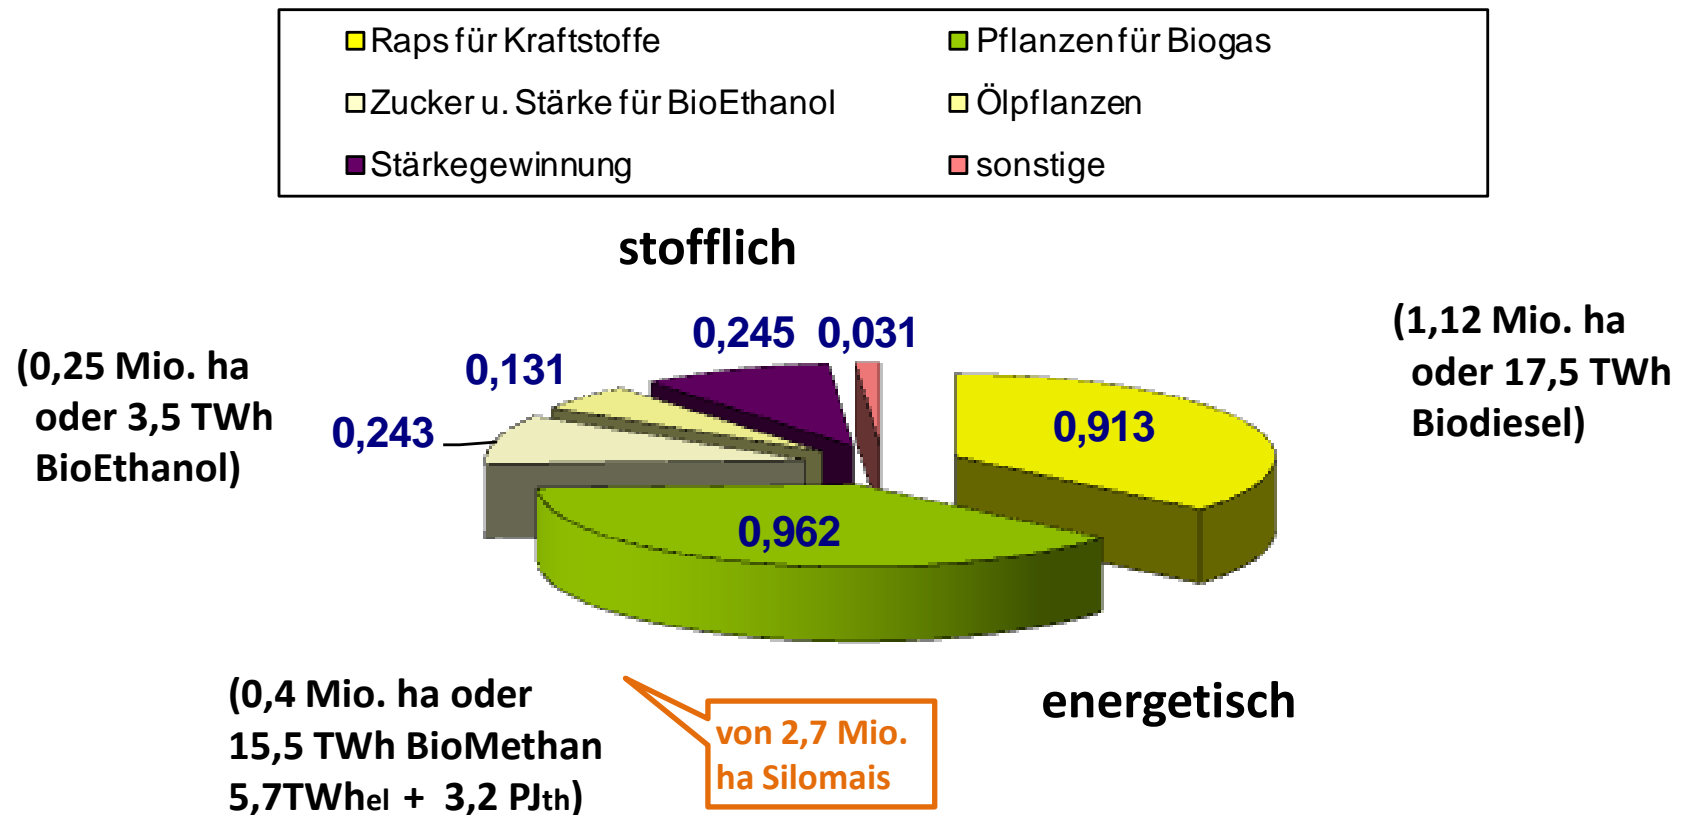 Raps für Kraftstoffe
Pflanzen für Biogas
Zucker u. Stärke für BioEthanol
Ölpflanzen
Stärkegewinnung
sonstige
stofflich
(0,25 Mio. ha
oder 3,5 TWh
BioEthanol)
0,243
0,131
0,245
0,031
0,913
(1,12 Mio. ha
oder 17,5 TWh
Biodiesel)
0,962
energetisch
(0,4 Mio. ha oder
15,5 TWh BioMethan
5,7TWhel + 3,2 PJth)
von 2,7 Mio.
ha Silomais